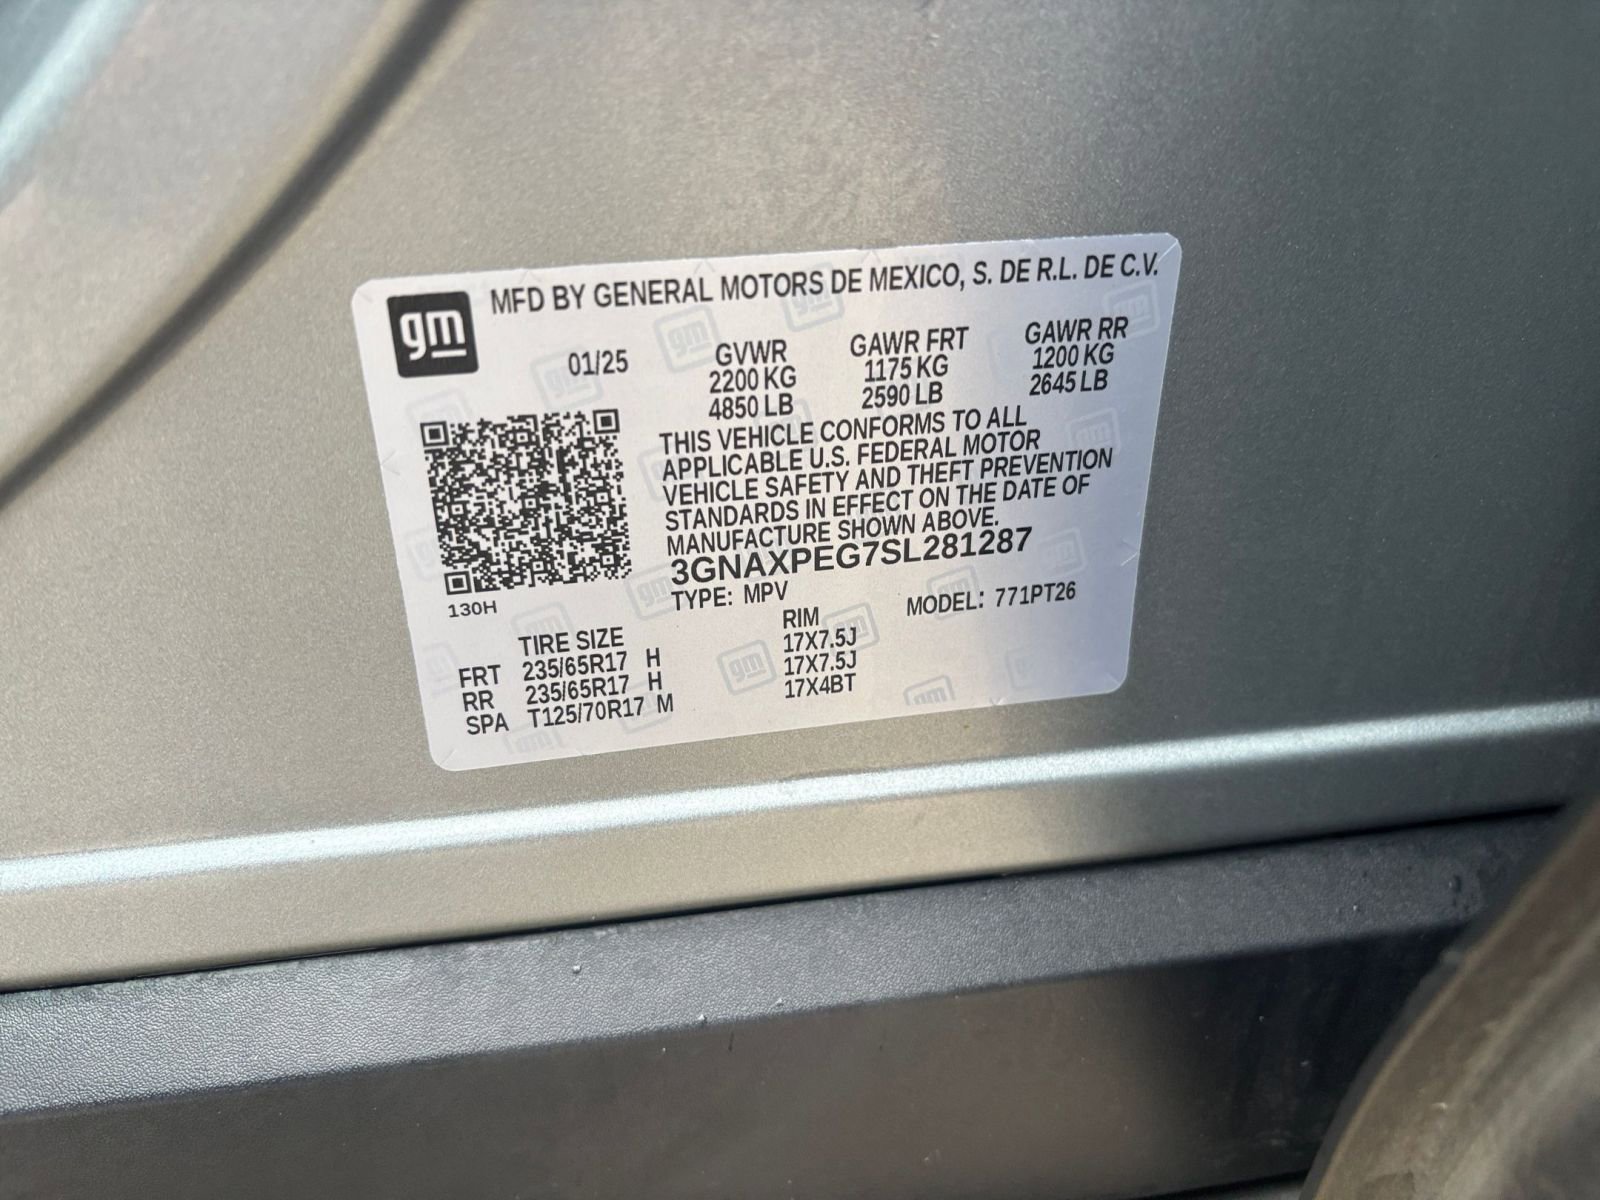 gm
MFD BY GENERAL MOTORS DE MEXICO, S. DE R.L. DE C.V.
01/25
GVWR GAWR FRT GAWR RR
2200 KG 1175 KG 1200 KG
4850 LB 2590 LB 2645 LB
THIS VEHICLE CONFORMS TO ALL
APPLICABLE U.S. FEDERAL MOTOR
VEHICLE SAFETY AND THEFT PREVENTION
STANDARDS IN EFFECT ON THE DATE OF
MANUFACTURE SHOWN ABOVE.
3GNAXPEG7SL281287
TYPE: MPV MODEL: 771PT26
130H
TIRE SIZE RIM
FRT 235/65R17 H 17X7.5J
RR 235/65R17 H 17X7.5J
SPA T125/70R17 M 17X4BT